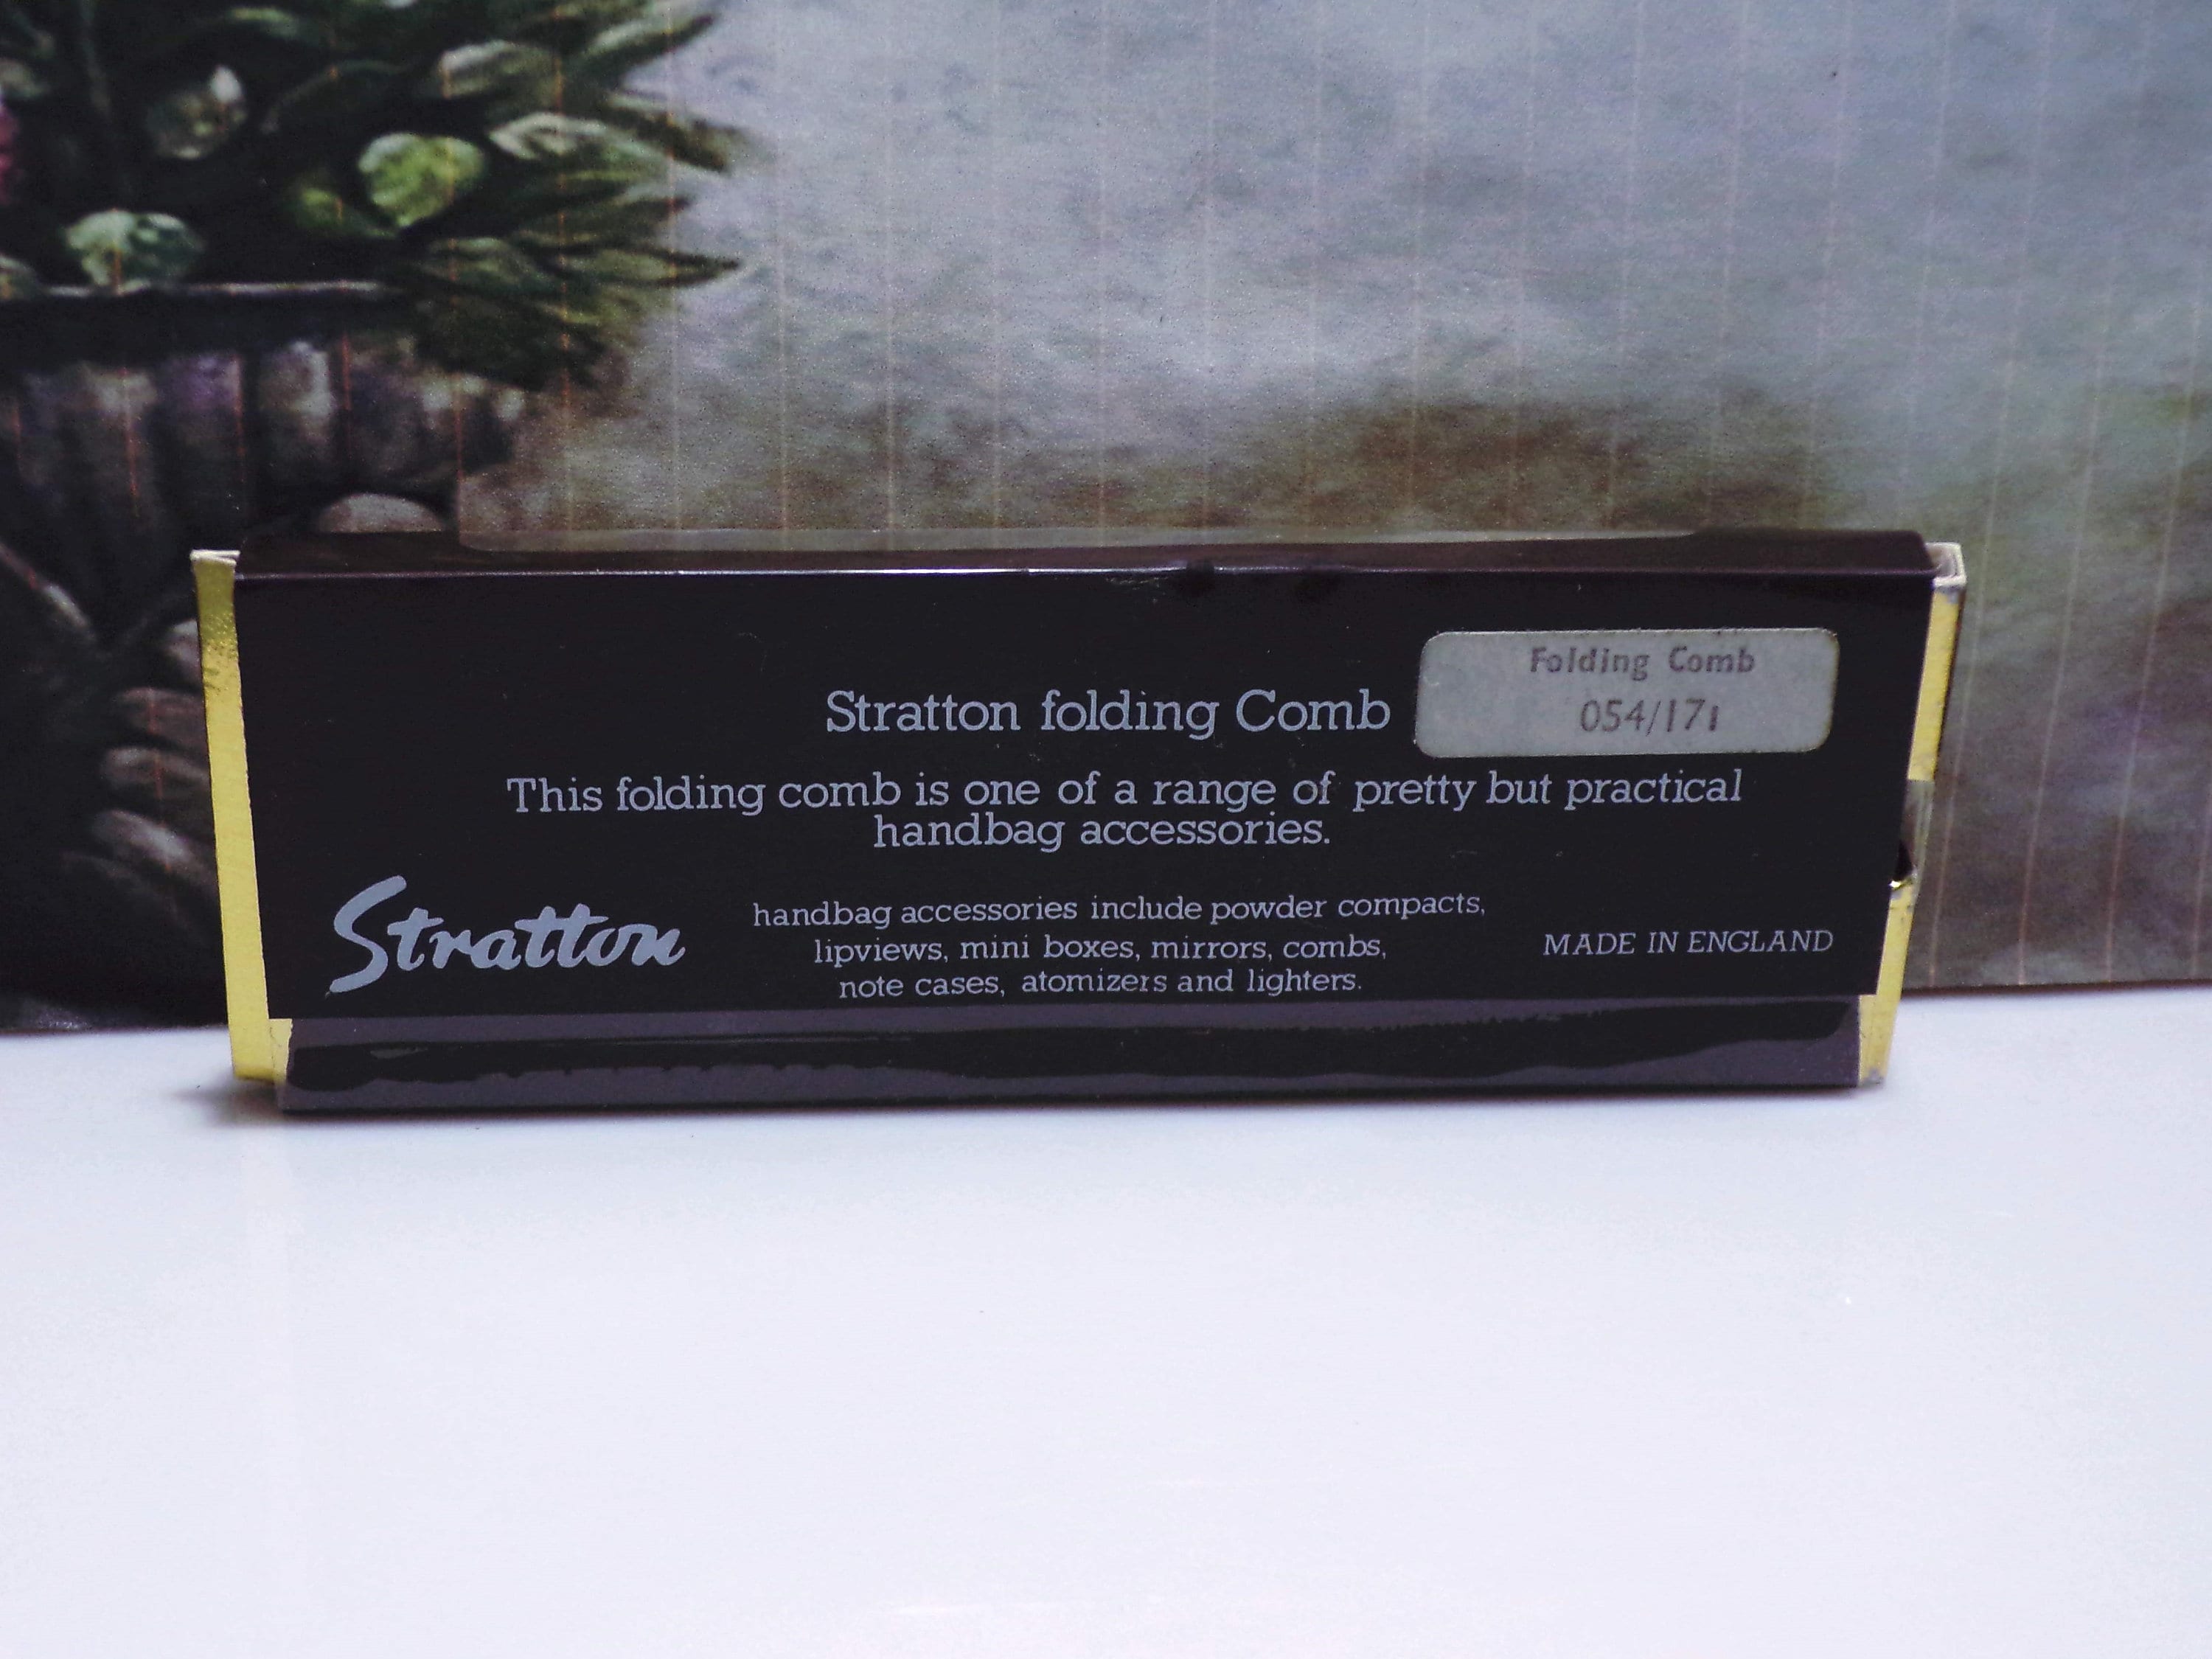 Folding Comb
054/171
Stratton folding Comb
This folding comb is one of a range of pretty but practical
handbag accessories.
Stratton
handbag accessories include powder compacts,
lipviews, mini boxes, mirrors, combs,
note cases, atomizers and lighters.
MADE IN ENGLAND